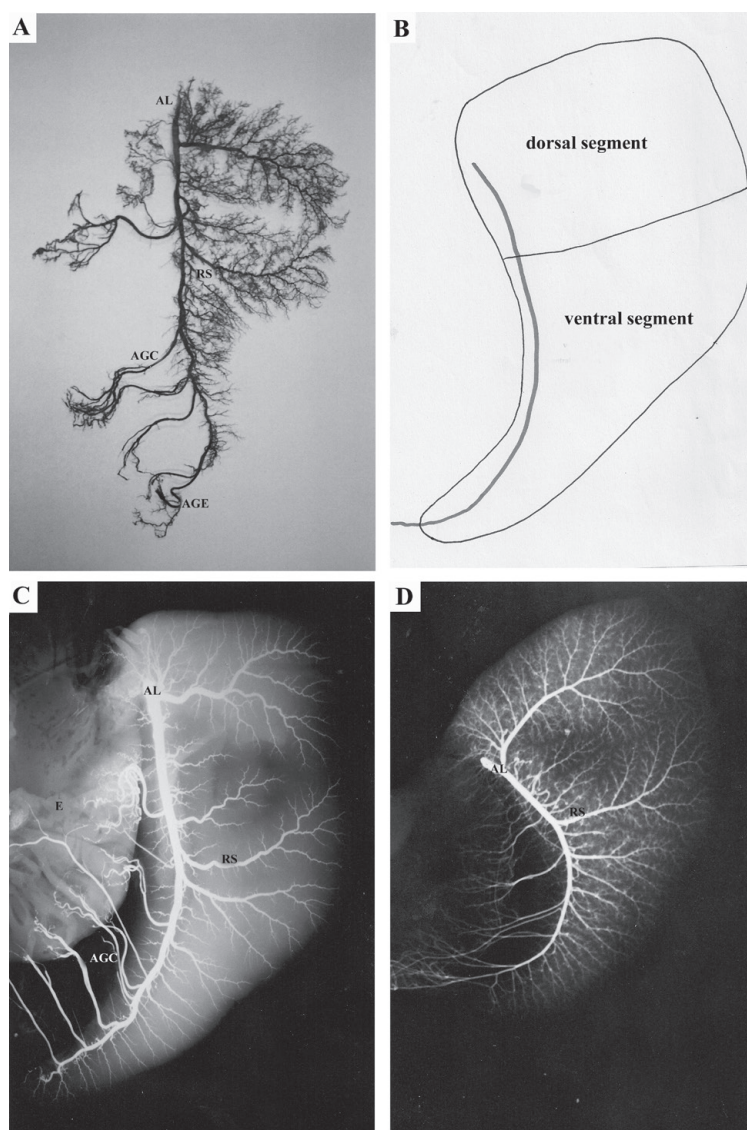 A
AL
RS
AGC
AGE
B
dorsal segment
ventral segment
C
AL
E
RS
AGC
D
AL
RS